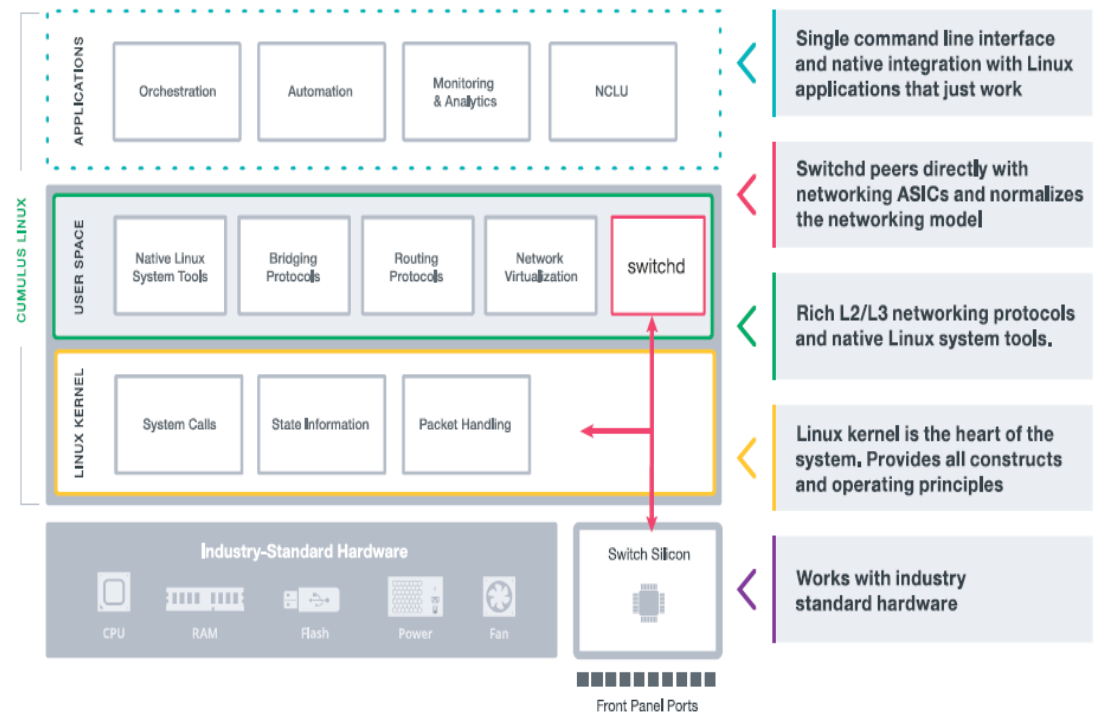 CUMULUS LINUX
APPLICATIONS
Orchestration
Automation
Monitoring
& Analytics
NCLU
Single command line interface
and native integration with Linux
applications that just work
USER SPACE
Native Linux
System Tools
Bridging
Protocols
Routing
Protocols
Network
Virtualization
switchd
Switchd peers directly with
networking ASICs and normalizes
the networking model
Rich L2/L3 networking protocols
and native Linux system tools.
LINUX KERNEL
System Calls
State Information
Packet Handling
Linux kernel is the heart of the
system. Provides all constructs
and operating principles
Industry-Standard Hardware
CPU
RAM
Flash
Power
Fan
Switch Silicon
Front Panel Ports
Works with industry
standard hardware